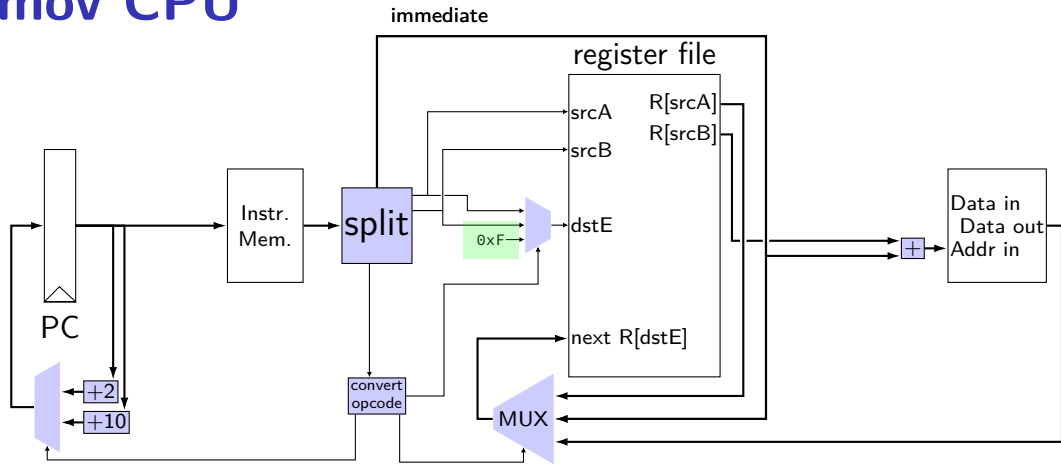 mov CPU
immediate
register file
srcA
R[srcA]
R[srcB]
srcB
Instr.
Mem.
split
0xF
dstE
Data in
Data out
Addr in
+
PC
next R[dstE]
convert
opcode
+2
+10
MUX